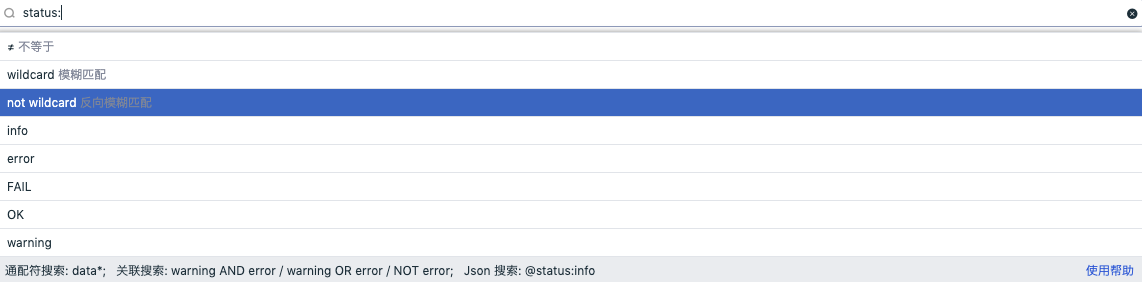 status:
≠ 不等于
wildcard 模糊匹配
not wildcard 反向模糊匹配
info
error
FAIL
OK
warning
通配符搜索: data*; 关联搜索: warning AND error / warning OR error / NOT error; Json 搜索: @status:info 使用帮助